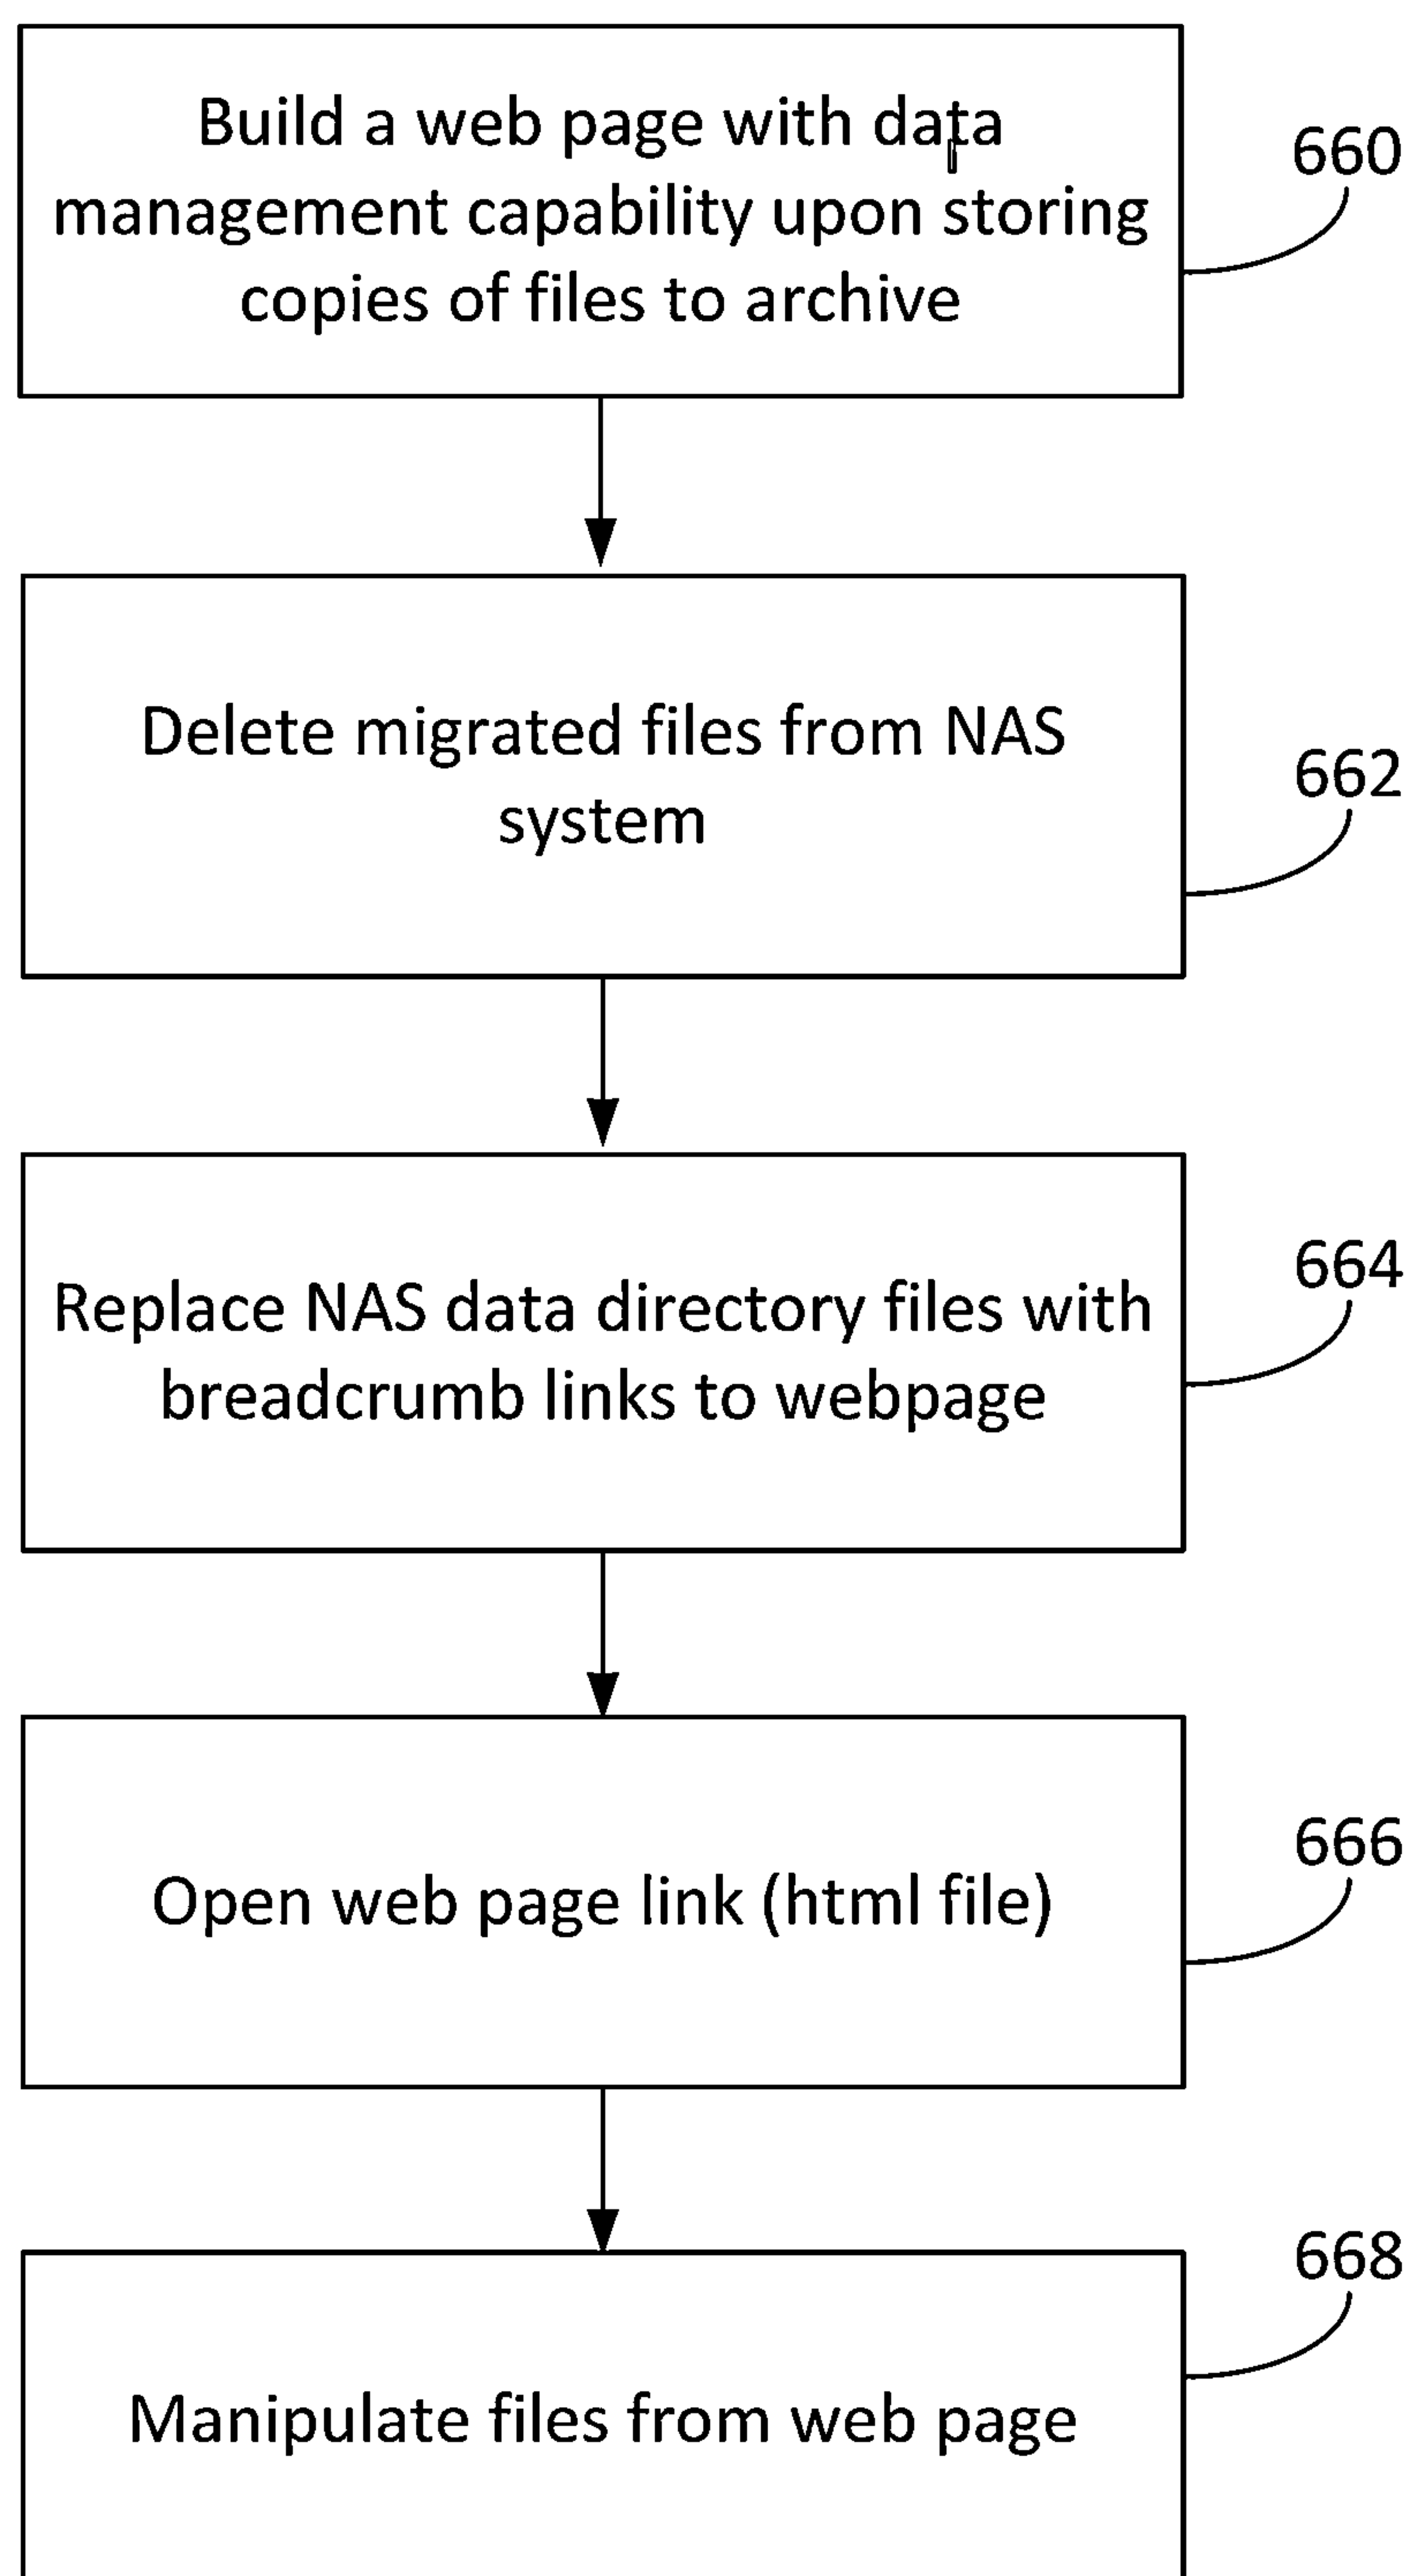 Build a web page with data
management capability upon storing
copies of files to archive
660
Delete migrated files from NAS
system
662
Replace NAS data directory files with
breadcrumb links to webpage
664
Open web page link (html file)
666
Manipulate files from web page
668